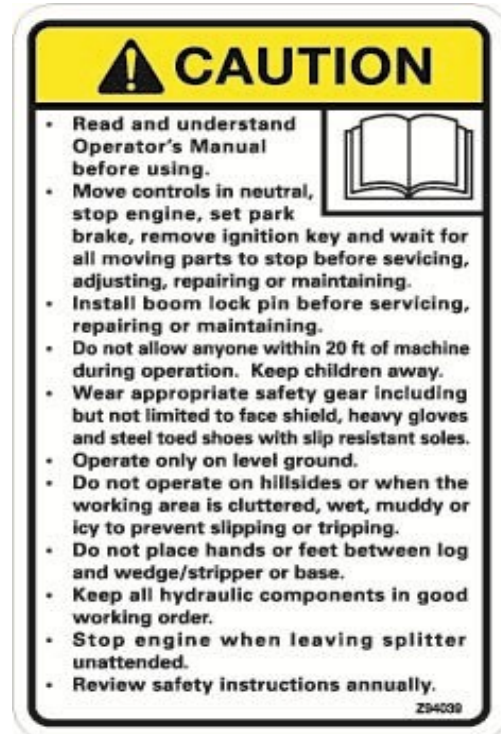 CAUTION
• Read and understand
Operator's Manual
before using.
• Move controls in neutral,
stop engine, set park
brake, remove ignition key and wait for
all moving parts to stop before sevicing,
adjusting, repairing or maintaining.
• Install boom lock pin before servicing,
repairing or maintaining.
• Do not allow anyone within 20 ft of machine
during operation. Keep children away.
• Wear appropriate safety gear including
but not limited to face shield, heavy gloves
and steel toed shoes with slip resistant soles.
• Operate only on level ground.
• Do not operate on hillsides or when the
working area is cluttered, wet, muddy or
icy to prevent slipping or tripping.
• Do not place hands or feet between log
and wedge/stripper or base.
• Keep all hydraulic components in good
working order.
• Stop engine when leaving splitter
unattended.
• Review safety instructions annually.
Z94039